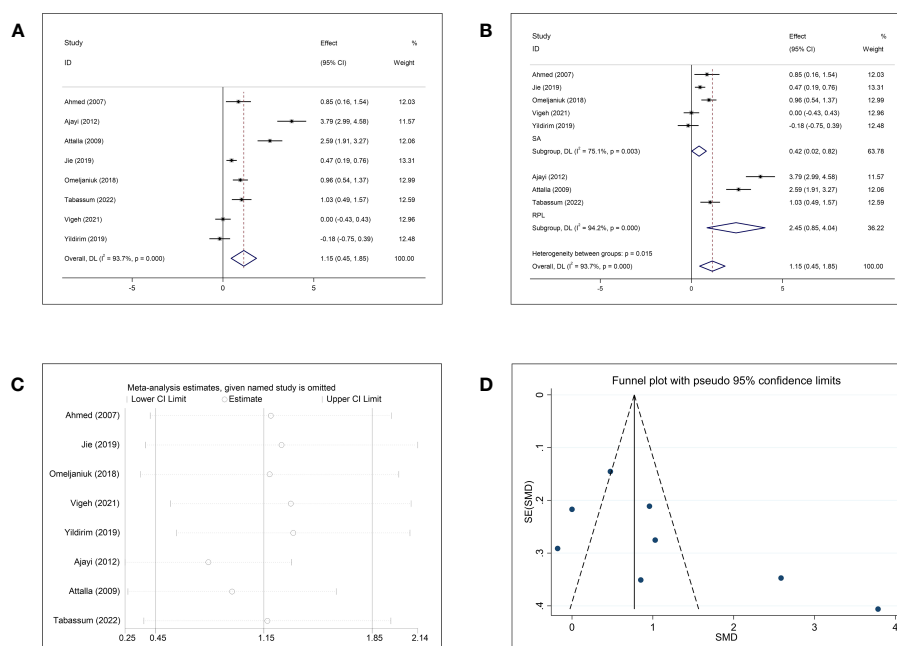 A
Study Effect %
ID (95% CI) Weight
Ahmed (2007) 0.85 (0.16, 1.54) 12.03
Ajayi (2012) 3.79 (2.99, 4.58) 11.57
Attalla (2009) 2.59 (1.91, 3.27) 12.06
Jie (2019) 0.47 (0.19, 0.76) 13.31
Omeljaniuk (2018) 0.96 (0.54, 1.37) 12.99
Tabassum (2022) 1.03 (0.49, 1.57) 12.59
Vigeh (2021) 0.00 (-0.43, 0.43) 12.96
Yildirim (2019) -0.18 (-0.75, 0.39) 12.48
Overall, DL (I² = 93.7%, p = 0.000) 1.15 (0.45, 1.85) 100.00
-5 0 5
B
Study Effect %
ID (95% CI) Weight
Ahmed (2007) 0.85 (0.16, 1.54) 12.03
Jie (2019) 0.47 (0.19, 0.76) 13.31
Omeljaniuk (2018) 0.96 (0.54, 1.37) 12.99
Vigeh (2021) 0.00 (-0.43, 0.43) 12.96
Yildirim (2019) -0.18 (-0.75, 0.39) 12.48
SA
Subgroup, DL (I² = 75.1%, p = 0.003) 0.42 (0.02, 0.82) 63.78
Ajayi (2012) 3.79 (2.99, 4.58) 11.57
Attalla (2009) 2.59 (1.91, 3.27) 12.06
Tabassum (2022) 1.03 (0.49, 1.57) 12.59
RPL
Subgroup, DL (I² = 94.2%, p = 0.000) 2.45 (0.85, 4.04) 36.22
Heterogeneity between groups: p = 0.015
Overall, DL (I² = 93.7%, p = 0.000) 1.15 (0.45, 1.85) 100.00
-5 0 5
C
Meta-analysis estimates, given named study is omitted
Lower CI Limit Estimate Upper CI Limit
Ahmed (2007)
Jie (2019)
Omeljaniuk (2018)
Vigeh (2021)
Yildirim (2019)
Ajayi (2012)
Attalla (2009)
Tabassum (2022)
0.25 0.45 1.15 1.85 2.14
D
Funnel plot with pseudo 95% confidence limits
SE(SMD)
0
.1
.2
.3
.4
0 1 2 3 4
SMD